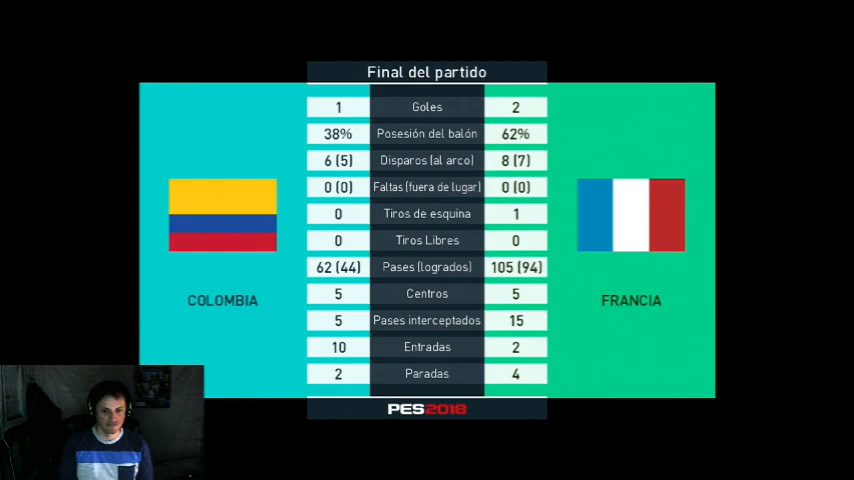 Final del partido
1 Goles 2
38% Posesión del balón 62%
6 (5) Disparos (al arco) 8 (7)
0 (0) Faltas (fuera de lugar) 0 (0)
0 Tiros de esquina 1
0 Tiros Libres 0
62 (44) Pases (logrados) 105 (94)
5 Centros 5
COLOMBIA
FRANCIA
5 Pases interceptados 15
10 Entradas 2
2 Paradas 4
PES2018